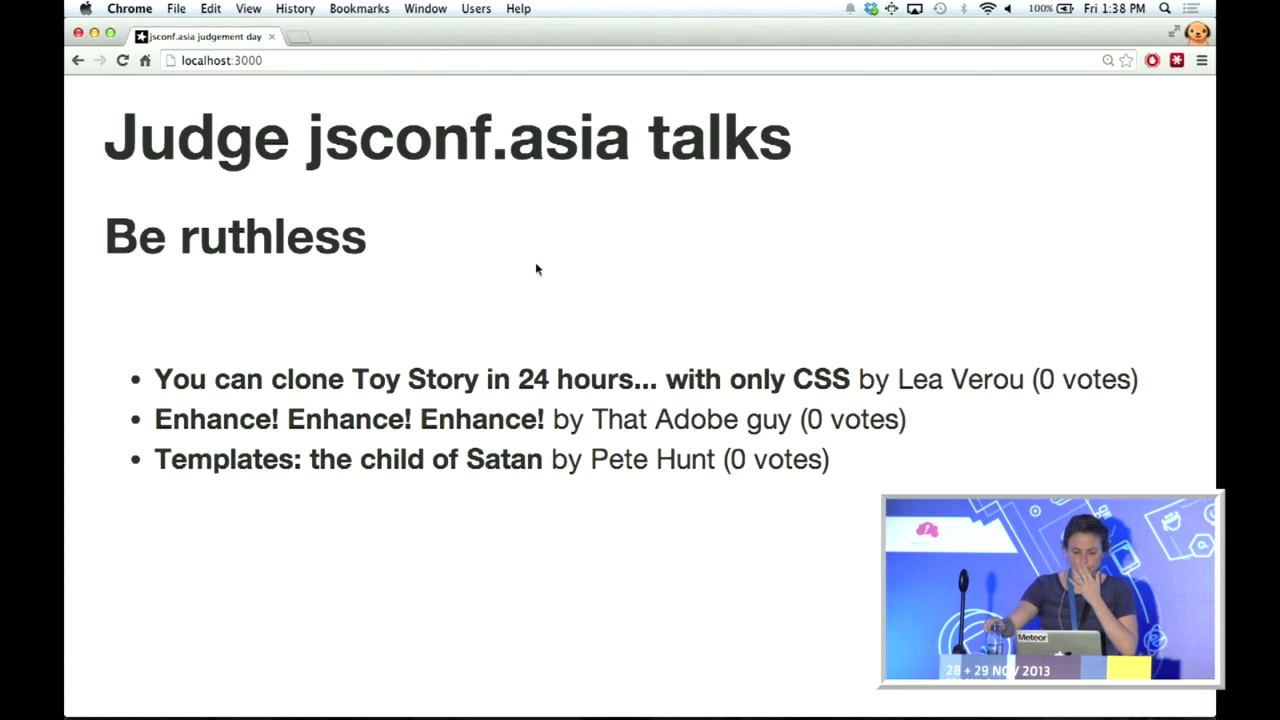 Chrome File Edit View History Bookmarks Window Users Help 100% Fri 1:38 PM
jsconf.asia judgement day
localhost:3000
Judge jsconf.asia talks
Be ruthless
• You can clone Toy Story in 24 hours... with only CSS by Lea Verou (0 votes)
• Enhance! Enhance! Enhance! by That Adobe guy (0 votes)
• Templates: the child of Satan by Pete Hunt (0 votes)
Meteor
28 + 29 NOV 2013